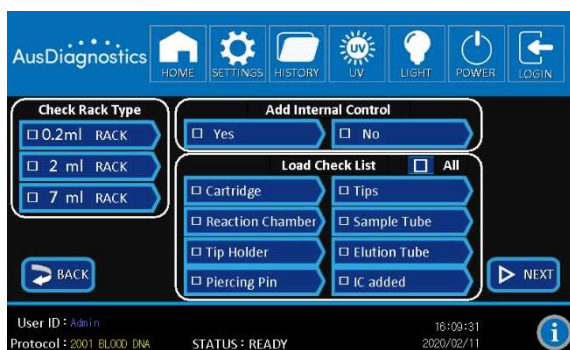 AusDiagnostics
HOME SETTINGS HISTORY UV LIGHT POWER LOGIN
Check Rack Type
0.2ml RACK
2 ml RACK
7 ml RACK
Add Internal Control
Yes No
Load Check List All
Cartridge Tips
Reaction Chamber Sample Tube
Tip Holder Elution Tube
Piercing Pin IC added
BACK
NEXT
User ID : Admin 16:09:31
Protocol : 2001 BLOOD DNA STATUS : READY 2020/02/11